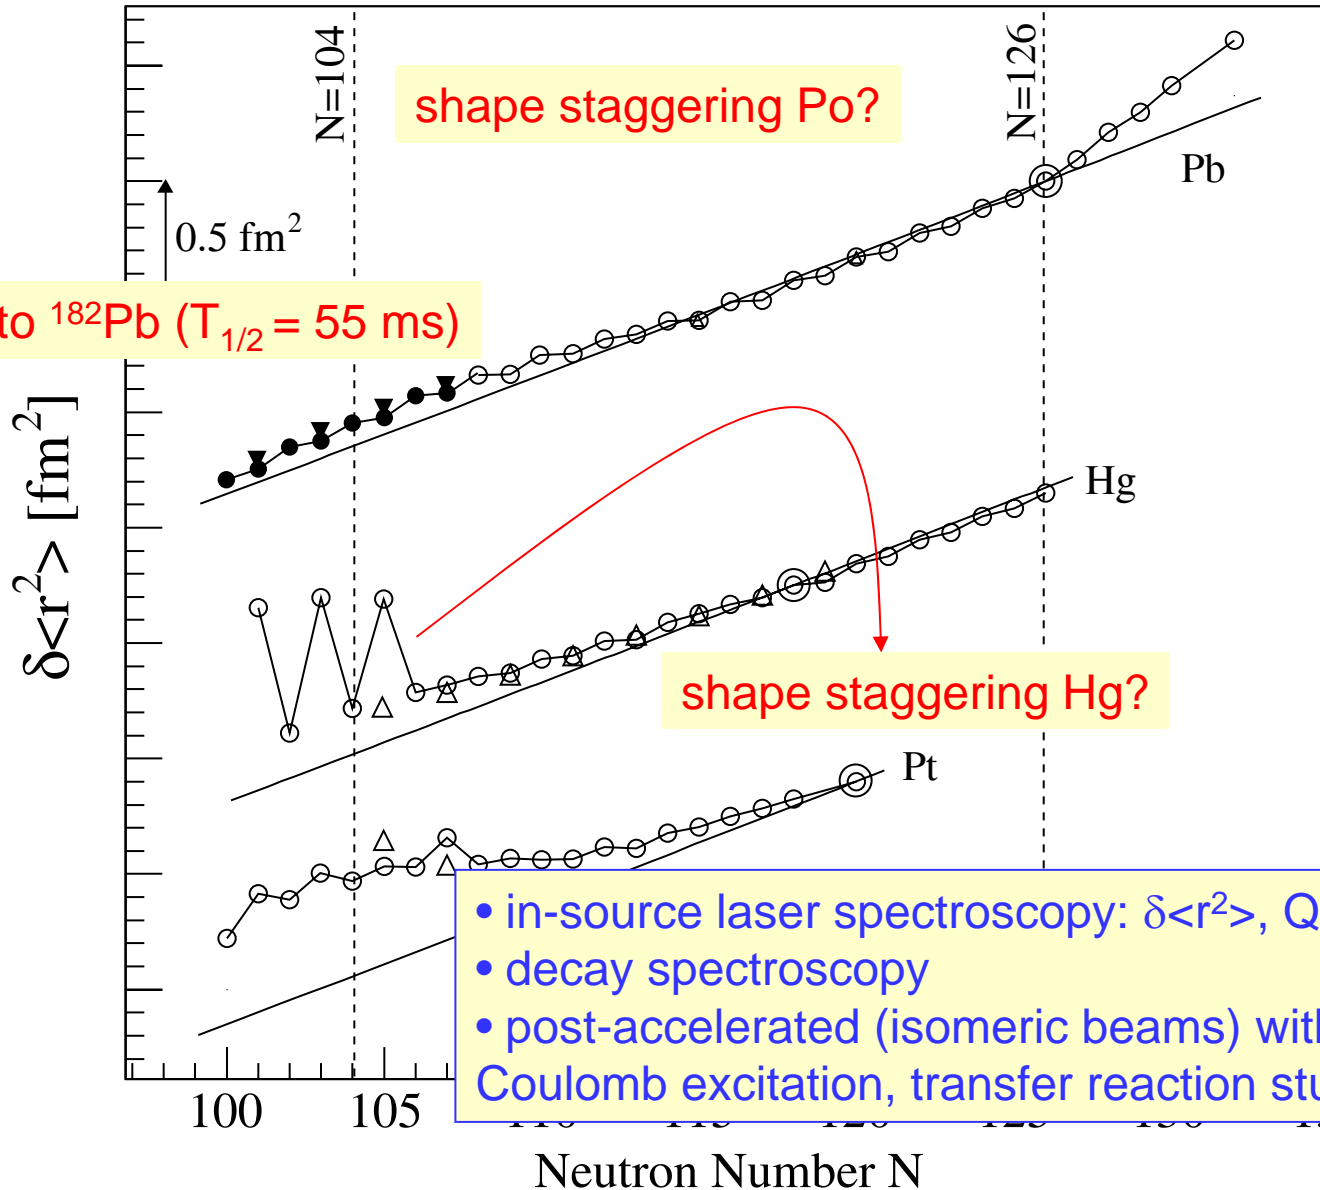 N=104
N=126
shape staggering Po?
Pb
0.5 fm²
to ¹⁸²Pb (T₁/₂ = 55 ms)
δ<r²> [fm²]
Hg
shape staggering Hg?
Pt
• in-source laser spectroscopy: δ<r²>, Q
• decay spectroscopy
• post-accelerated (isomeric beams) with
Coulomb excitation, transfer reaction stu
100 105
Neutron Number N